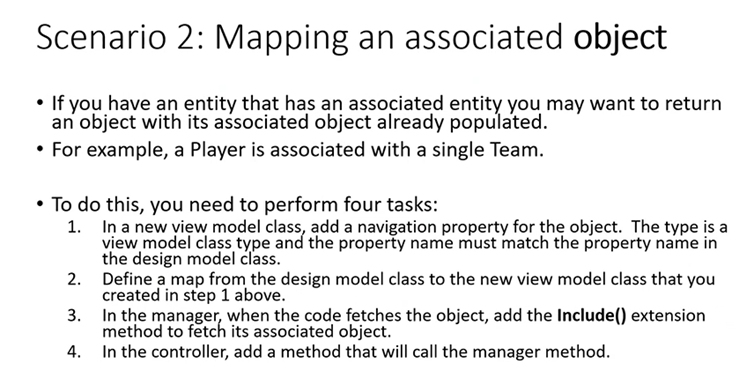 Scenario 2: Mapping an associated object
• If you have an entity that has an associated entity you may want to return
an object with its associated object already populated.
• For example, a Player is associated with a single Team.
• To do this, you need to perform four tasks:
1. In a new view model class, add a navigation property for the object. The type is a
view model class type and the property name must match the property name in
the design model class.
2. Define a map from the design model class to the new view model class that you
created in step 1 above.
3. In the manager, when the code fetches the object, add the Include() extension
method to fetch its associated object.
4. In the controller, add a method that will call the manager method.